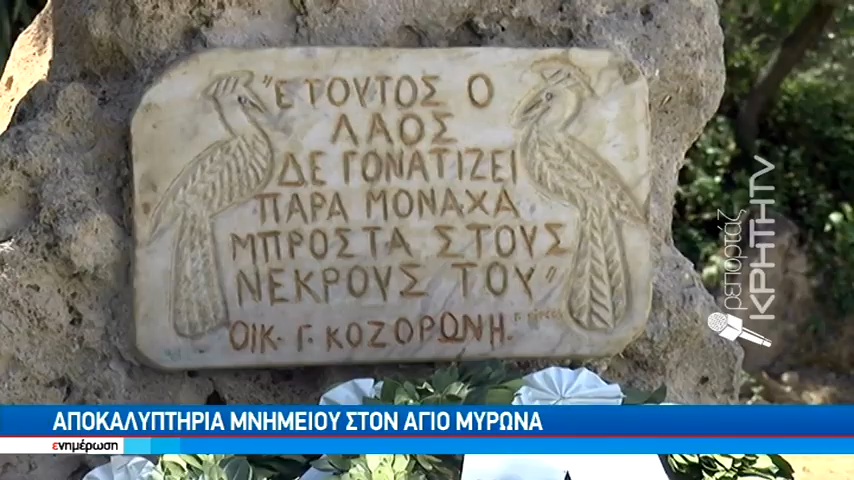 "ΕΤΟΥΤΟΣ Ο
ΛΑΟΣ
ΔΕ ΓΟΝΑΤΙΖΕΙ
ΠΑΡΑ ΜΟΝΑΧΑ
ΜΠΡΟΣΤΑ ΣΤΟΥΣ
ΝΕΚΡΟΥΣ ΤΟΥ"
ΟΙΚ. Γ. ΚΟΖΟΡΩΝΗ.
ρεπορτάζ
ΚΡΗΤΗTV
ΑΠΟΚΑΛΥΠΤΗΡΙΑ ΜΝΗΜΕΙΟΥ ΣΤΟΝ ΑΓΙΟ ΜΥΡΩΝΑ
ενημέρωση